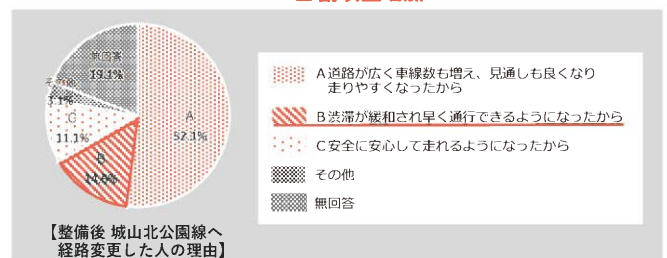 無回答
19.1%
その他
3.1%
C
11.1%
B
14.6%
A
52.1%
A 道路が広く車線数も増え、見通しも良くなり
走りやすくなったから
B 渋滞が緩和され早く通行できるようになったから
C 安全に安心して走れるようになったから
その他
無回答
【整備後 城山北公園線へ
経路変更した人の理由】